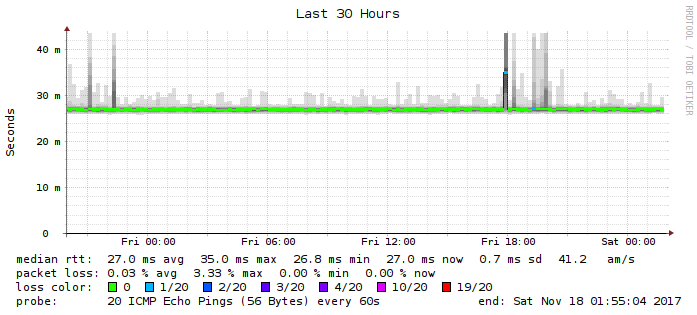 Last 30 Hours
RRDTOOL / TOBI OETIKER
Seconds
40 m
30 m
20 m
10 m
0
Fri 00:00 Fri 06:00 Fri 12:00 Fri 18:00 Sat 00:00
median rtt: 27.0 ms avg 35.0 ms max 26.8 ms min 27.0 ms now 0.7 ms sd 41.2 am/s
packet loss: 0.03 % avg 3.33 % max 0.00 % min 0.00 % now
loss color: 0 1/20 2/20 3/20 4/20 10/20 19/20
probe: 20 ICMP Echo Pings (56 Bytes) every 60s end: Sat Nov 18 01:55:04 2017